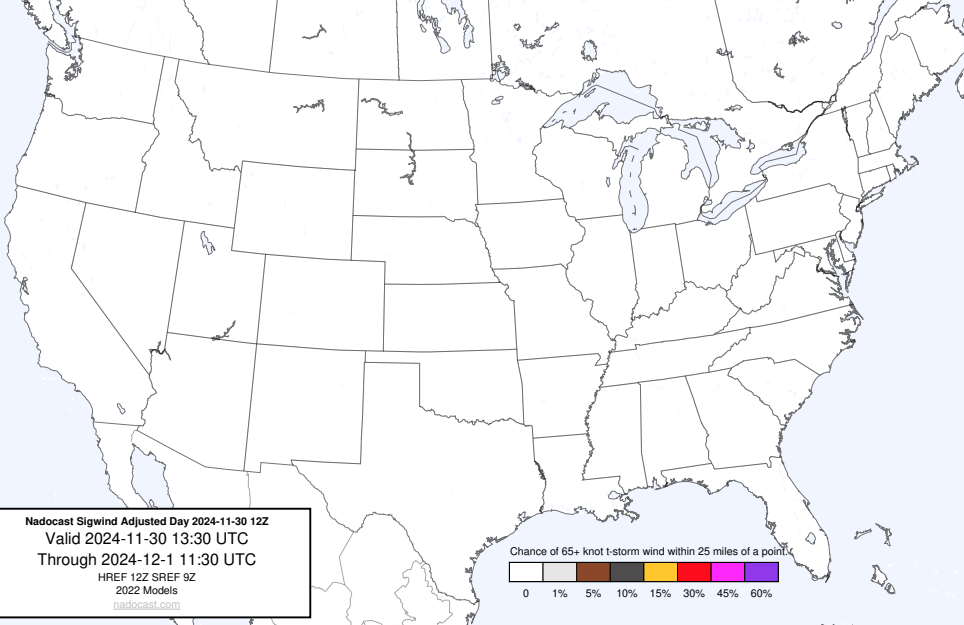 Nadocast Sigwind Adjusted Day 2024-11-30 12Z
Valid 2024-11-30 13:30 UTC
Through 2024-12-1 11:30 UTC
HREF 12Z SREF 9Z
2022 Models
nadocast.com
Chance of 65+ knot t-storm wind within 25 miles of a point.
0 1% 5% 10% 15% 30% 45% 60%